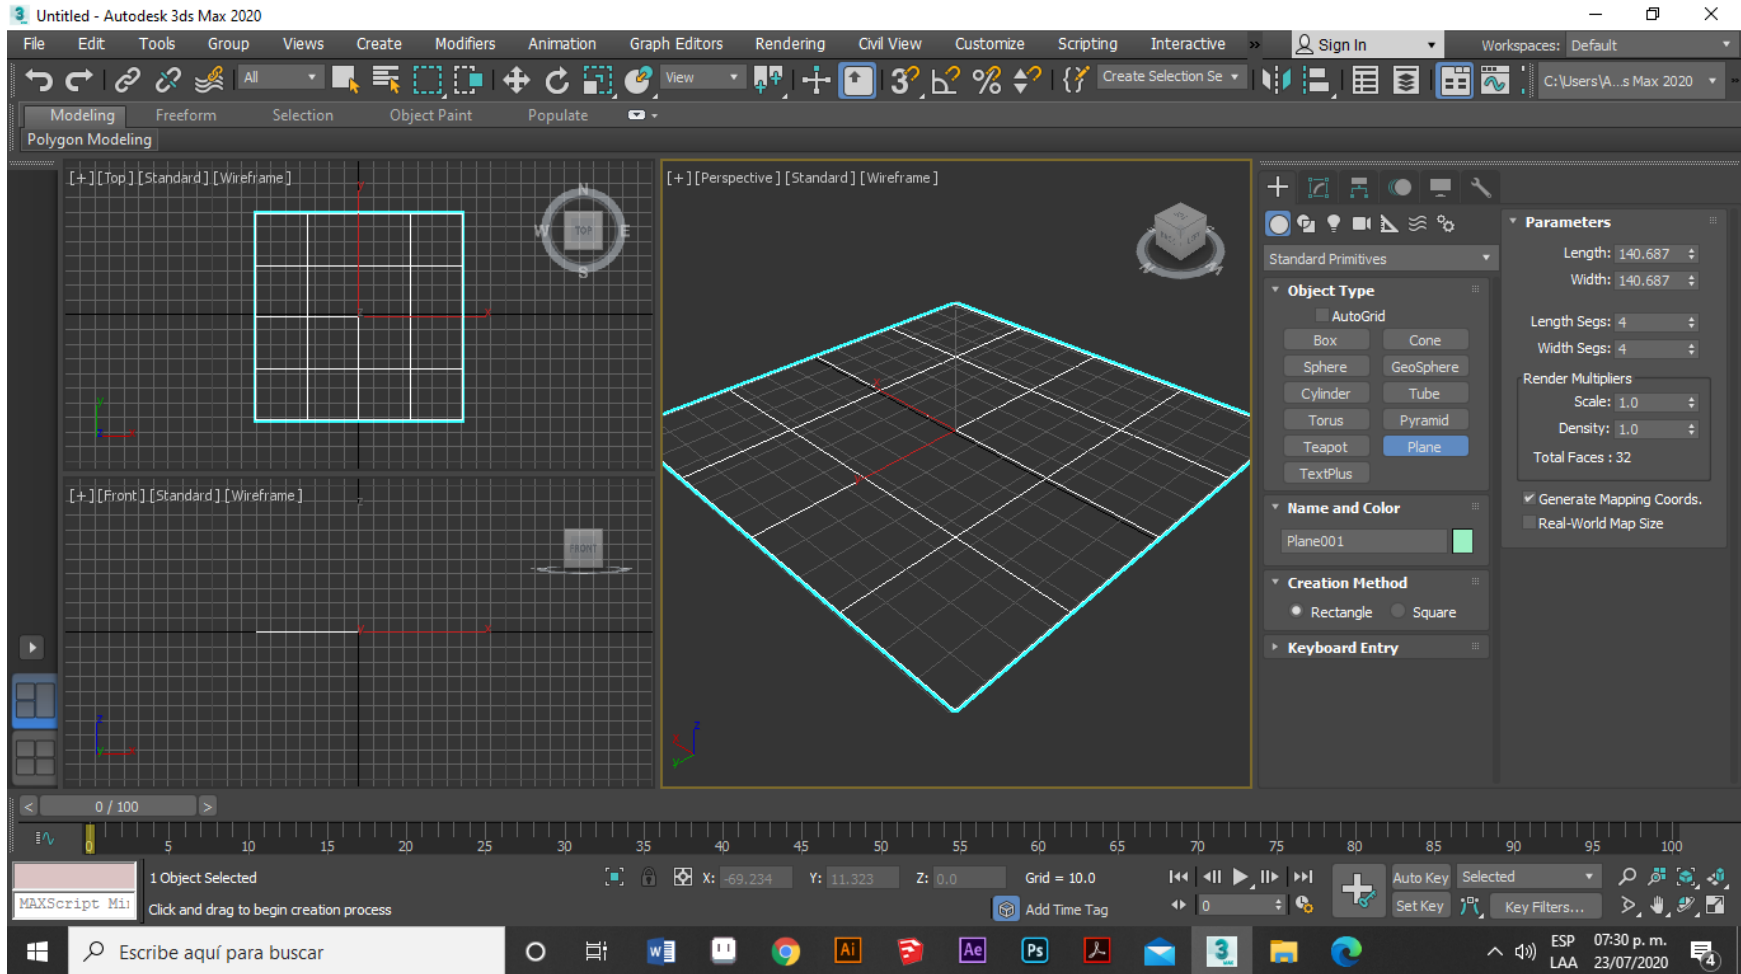 Untitled - Autodesk 3ds Max 2020
File Edit Tools Group Views Create Modifiers Animation Graph Editors Rendering Civil View Customize Scripting Interactive » Sign In Workspaces: Default
All View Create Selection Se C:\Users\A...s Max 2020
Modeling Freeform Selection Object Paint Populate
Polygon Modeling
[+] [Top] [Standard] [Wireframe]
N
W TOP E
S
y
z x
y
z x
[+] [Front] [Standard] [Wireframe]
z
FRONT
y x
z
y x
[+] [Perspective] [Standard] [Wireframe]
x
y
z
x
y
Standard Primitives
Object Type
AutoGrid
Box Cone
Sphere GeoSphere
Cylinder Tube
Torus Pyramid
Teapot Plane
TextPlus
Name and Color
Plane001
Creation Method
Rectangle Square
Keyboard Entry
Parameters
Length: 140.687
Width: 140.687
Length Segs: 4
Width Segs: 4
Render Multipliers
Scale: 1.0
Density: 1.0
Total Faces : 32
Generate Mapping Coords.
Real-World Map Size
< 0 / 100 >
0 5 10 15 20 25 30 35 40 45 50 55 60 65 70 75 80 85 90 95 100
1 Object Selected X: -69.234 Y: 11.323 Z: 0.0 Grid = 10.0 Auto Key Selected
MAXScript Mi Click and drag to begin creation process Add Time Tag 0 Set Key Key Filters...
Escribe aquí para buscar
Ai Ae Ps 3
ESP 07:30 p. m.
LAA 23/07/2020
4